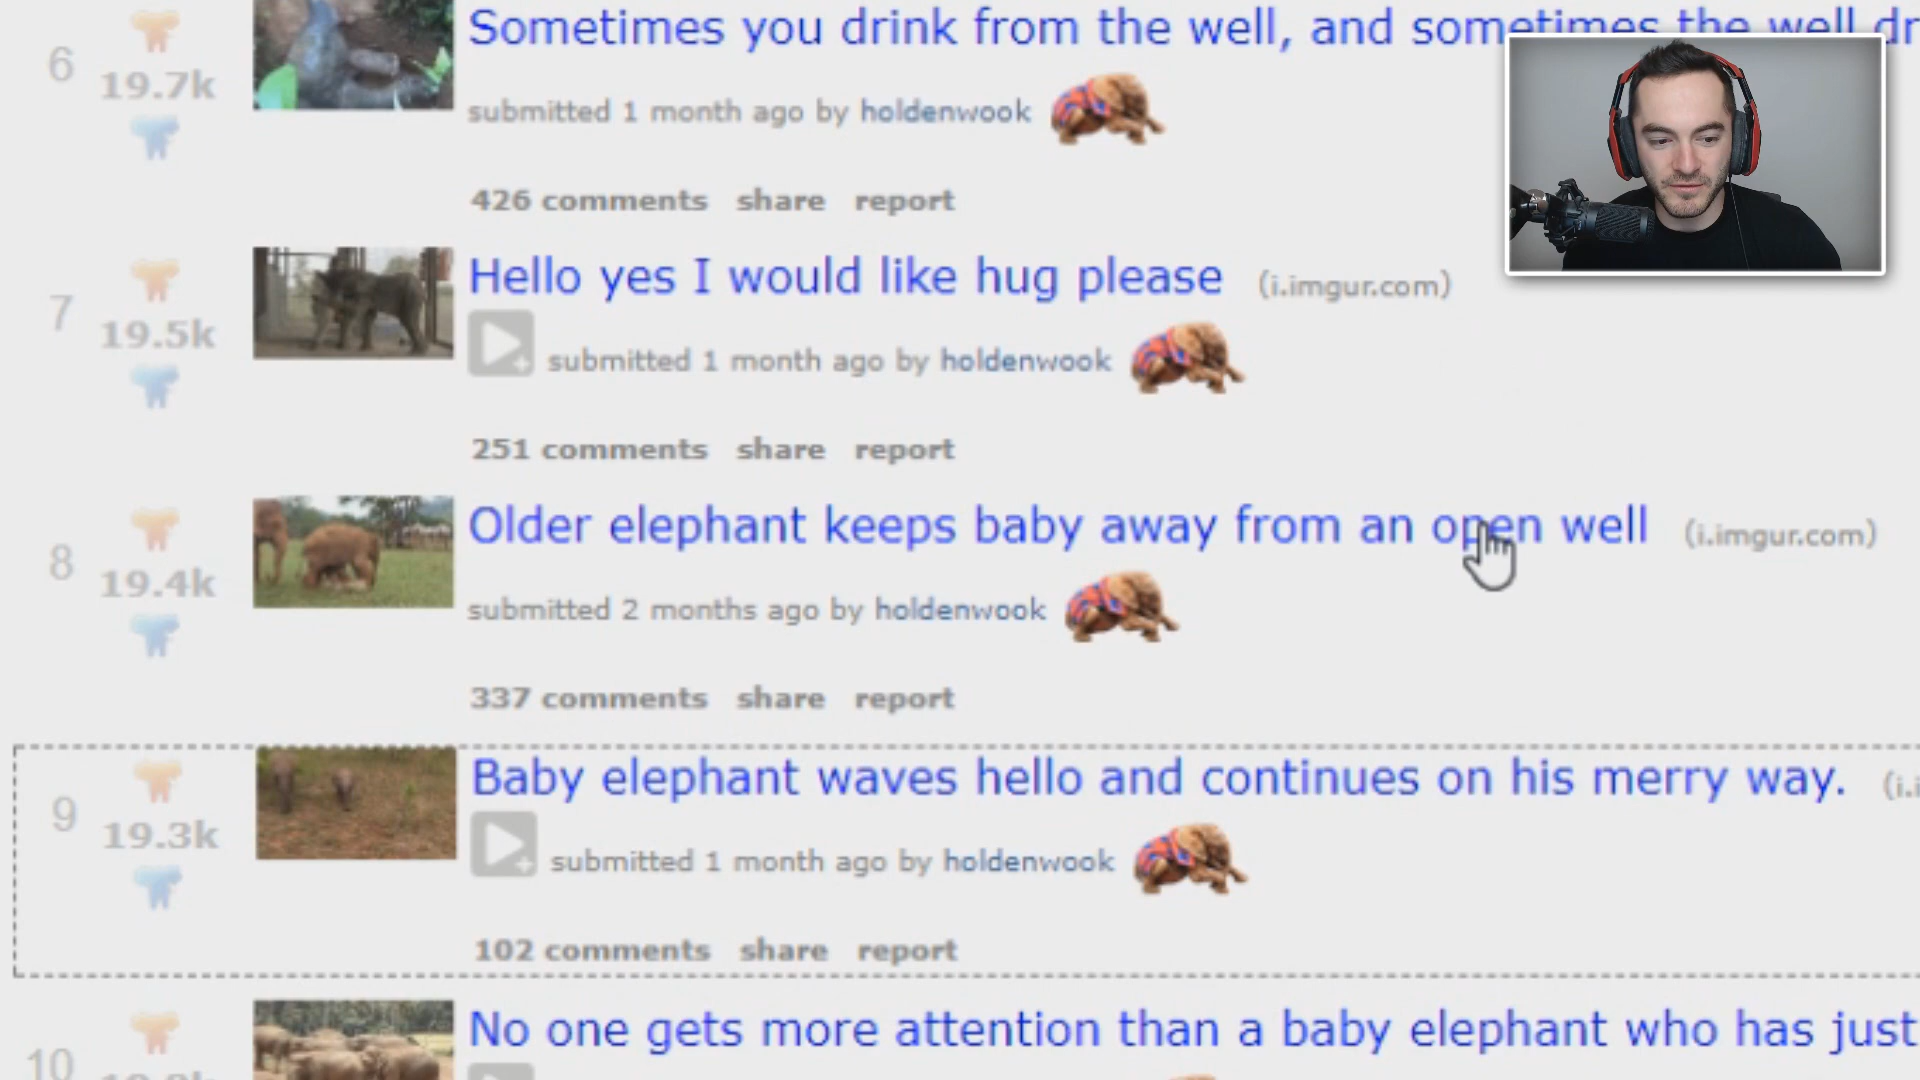 6
19.7k
Sometimes you drink from the well, and sometimes the well dr
submitted 1 month ago by holdenwook
426 comments share report
7
19.5k
Hello yes I would like hug please (i.imgur.com)
submitted 1 month ago by holdenwook
251 comments share report
8
19.4k
Older elephant keeps baby away from an open well (i.imgur.com)
submitted 2 months ago by holdenwook
337 comments share report
9
19.3k
Baby elephant waves hello and continues on his merry way. (i.i
submitted 1 month ago by holdenwook
102 comments share report
10
No one gets more attention than a baby elephant who has just